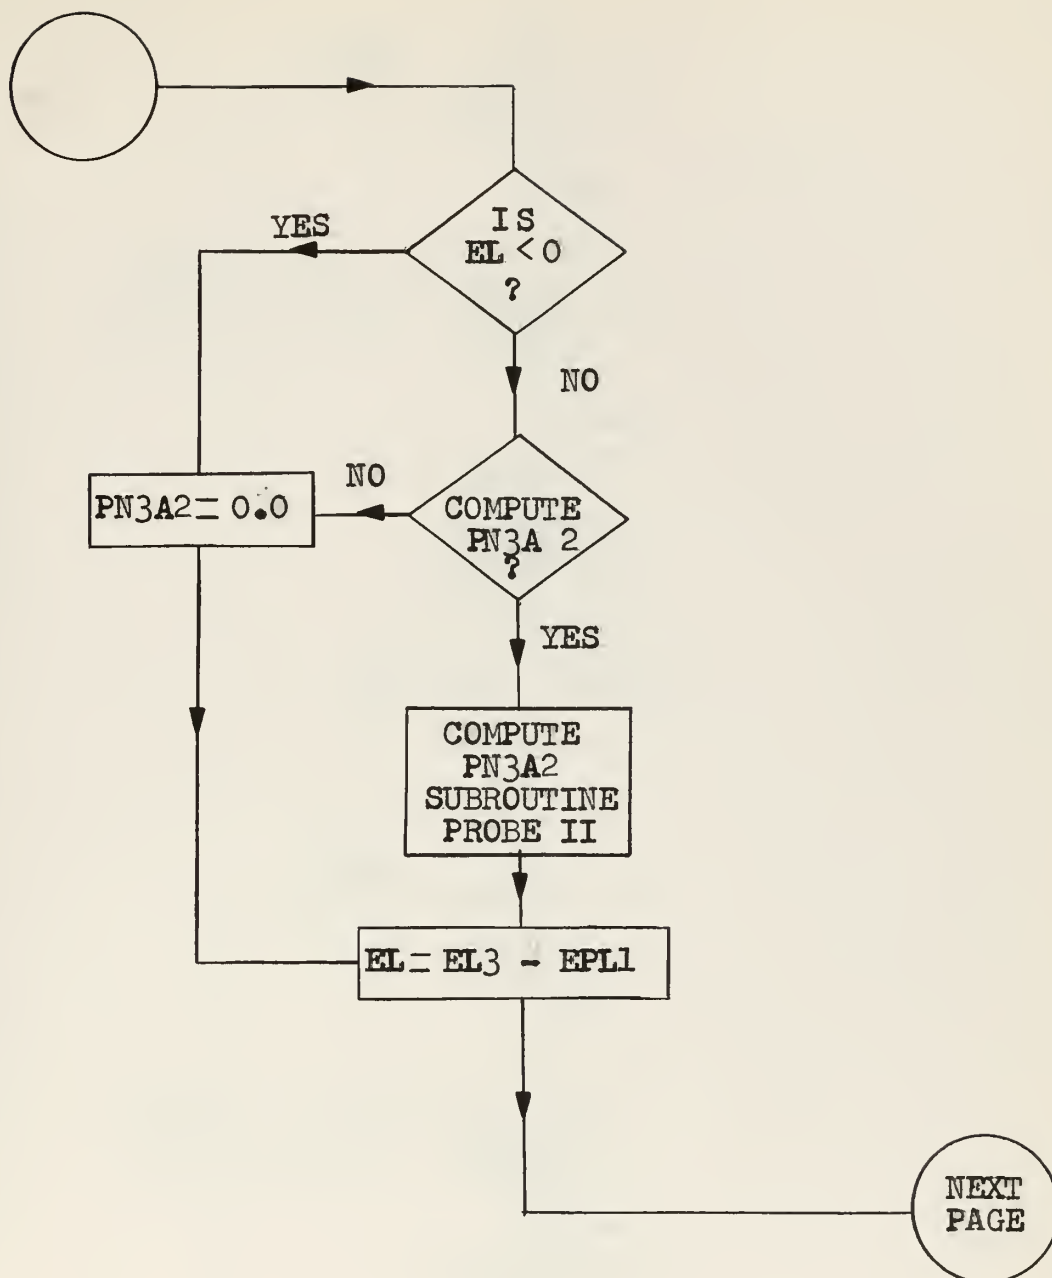 IS
EL < 0
?
YES
NO
NO
PN3A2 = 0.0
COMPUTE
PN3A 2
?
YES
COMPUTE
PN3A2
SUBROUTINE
PROBE II
EL = EL3 - EPL1
NEXT
PAGE